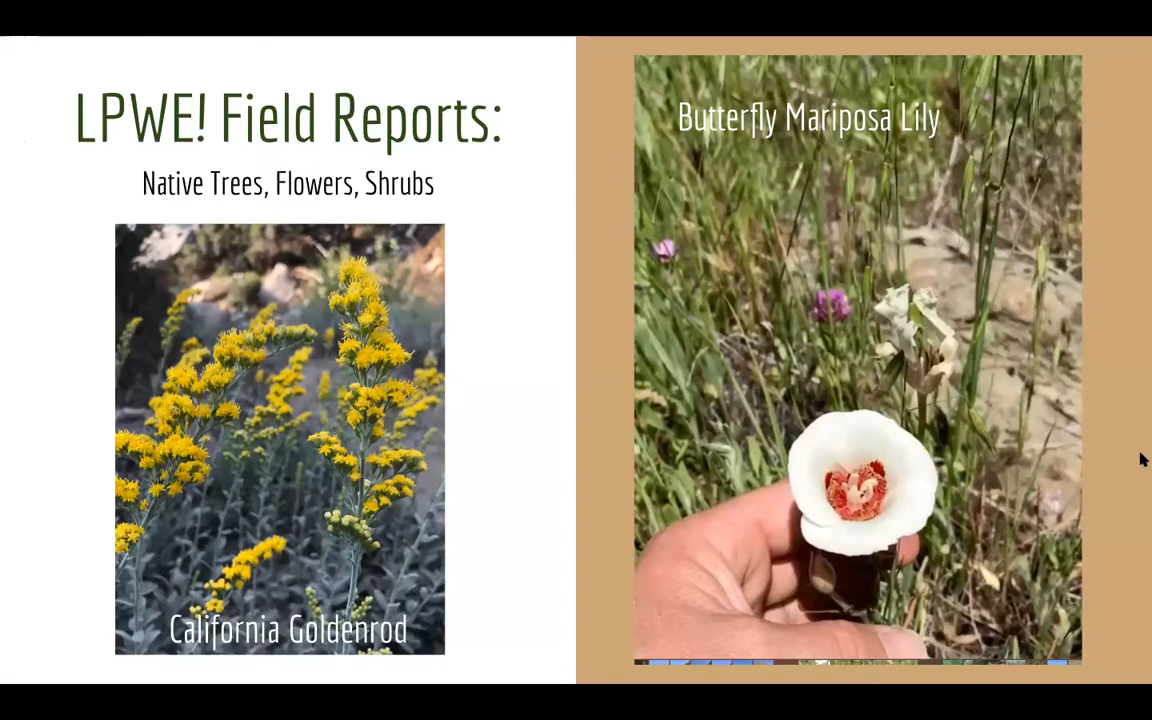 LPWE! Field Reports:
Native Trees, Flowers, Shrubs
California Goldenrod
Butterfly Mariposa Lily